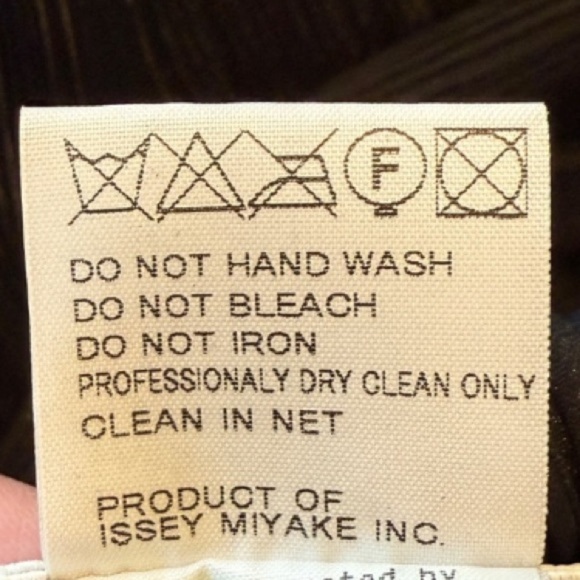 F
DO NOT HAND WASH
DO NOT BLEACH
DO NOT IRON
PROFESSIONALY DRY CLEAN ONLY
CLEAN IN NET
PRODUCT OF
ISSEY MIYAKE INC.
by